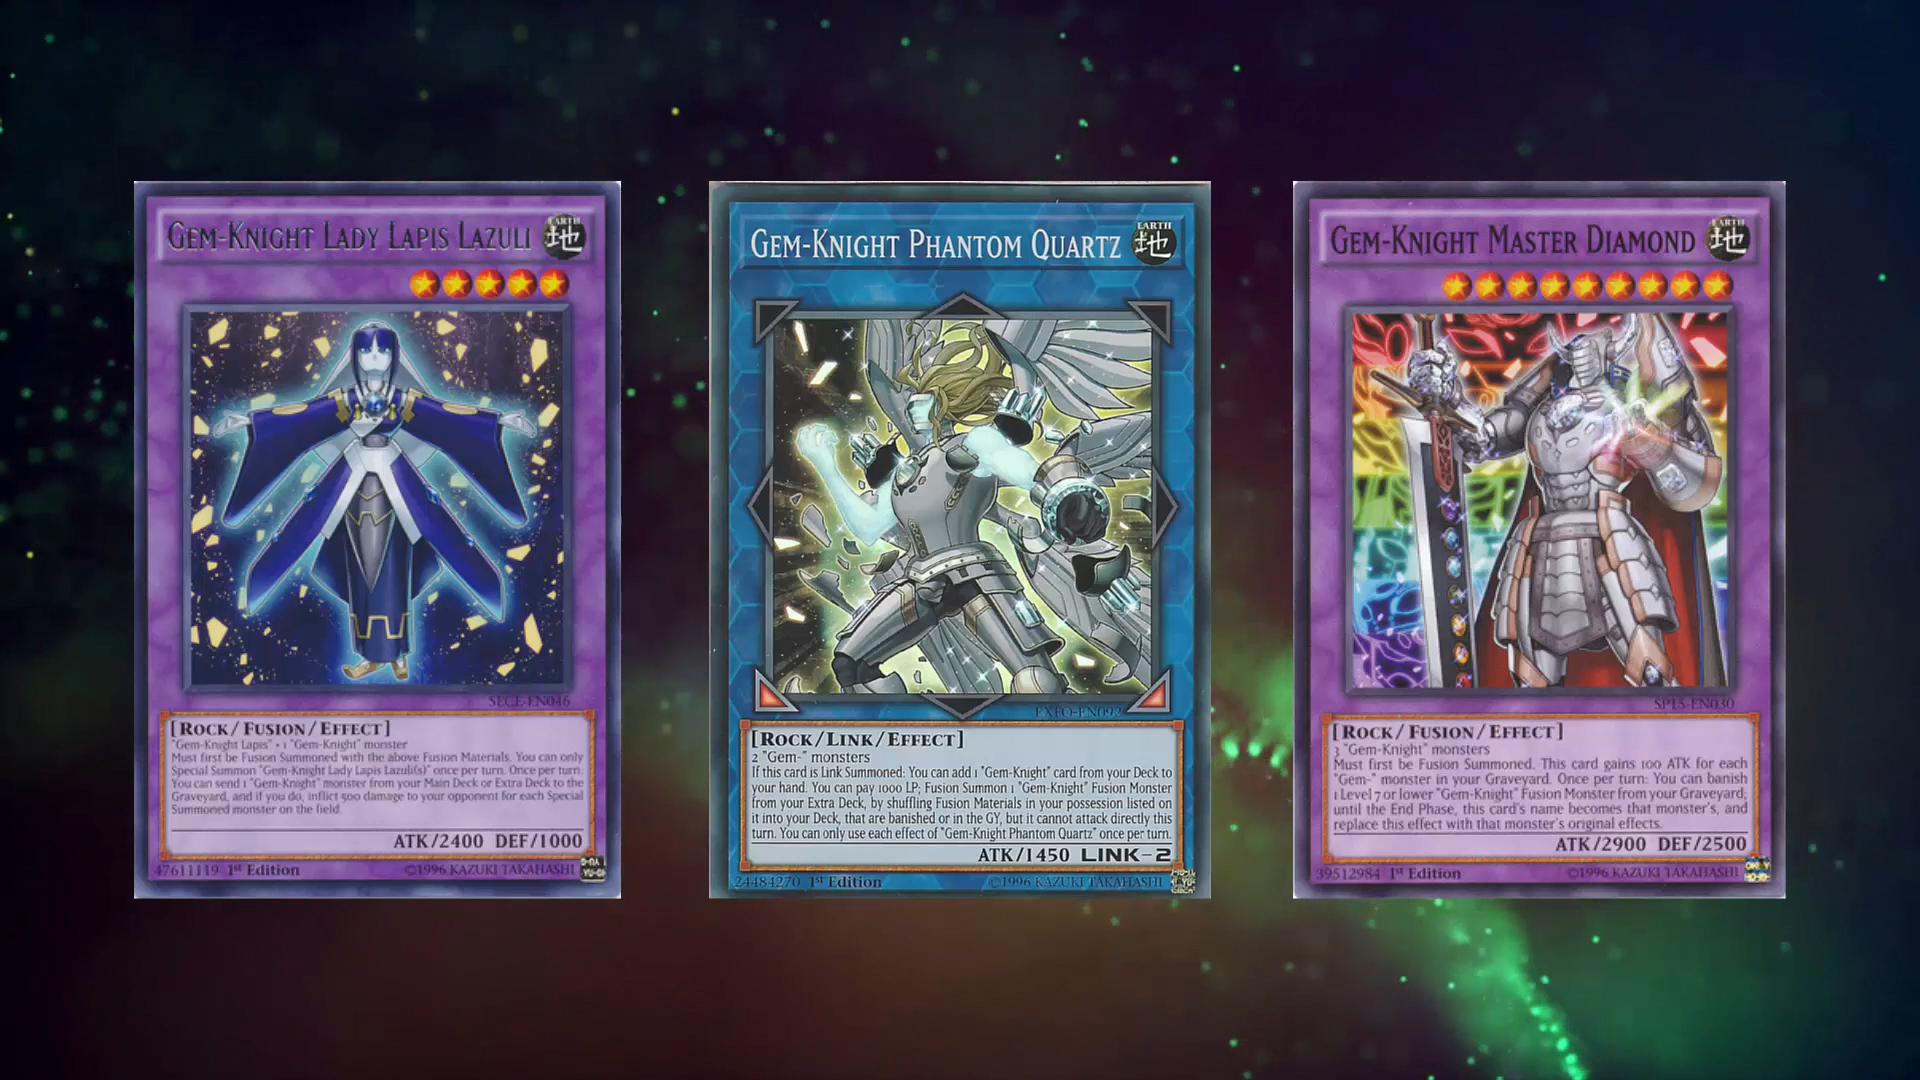 GEM-KNIGHT LADY LAPIS LAZULI
EARTH
地
SECE-EN046
[ROCK/FUSION/EFFECT]
"Gem-Knight Lapis" + 1 "Gem-Knight" monster
Must first be Fusion Summoned with the above Fusion Materials. You can only
Special Summon "Gem-Knight Lady Lapis Lazuli(s)" once per turn. Once per turn:
You can send 1 "Gem-Knight" monster from your Main Deck or Extra Deck to the
Graveyard, and if you do, inflict 500 damage to your opponent for each Special
Summoned monster on the field.
ATK/2400 DEF/1000
47611119 1st Edition ©1996 KAZUKI TAKAHASHI
GEM-KNIGHT PHANTOM QUARTZ
EARTH
地
[ROCK/LINK/EFFECT]
2 "Gem-" monsters
If this card is Link Summoned: You can add 1 "Gem-Knight" card from your Deck to
your hand. You can pay 1000 LP; Fusion Summon 1 "Gem-Knight" Fusion Monster
from your Extra Deck, by shuffling Fusion Materials in your possession listed on
it into your Deck, that are banished or in the GY, but it cannot attack directly this
turn. You can only use each effect of "Gem-Knight Phantom Quartz" once per turn.
ATK/1450 LINK-2
24484270 1st Edition ©1996 KAZUKI TAKAHASHI
GEM-KNIGHT MASTER DIAMOND
EARTH
地
SP15-EN030
[ROCK/FUSION/EFFECT]
3 "Gem-Knight" monsters
Must first be Fusion Summoned. This card gains 100 ATK for each
"Gem-" monster in your Graveyard. Once per turn: You can banish
1 Level 7 or lower "Gem-Knight" Fusion Monster from your Graveyard;
until the End Phase, this card's name becomes that monster's, and
replace this effect with that monster's original effects.
ATK/2900 DEF/2500
39512984 1st Edition ©1996 KAZUKI TAKAHASHI